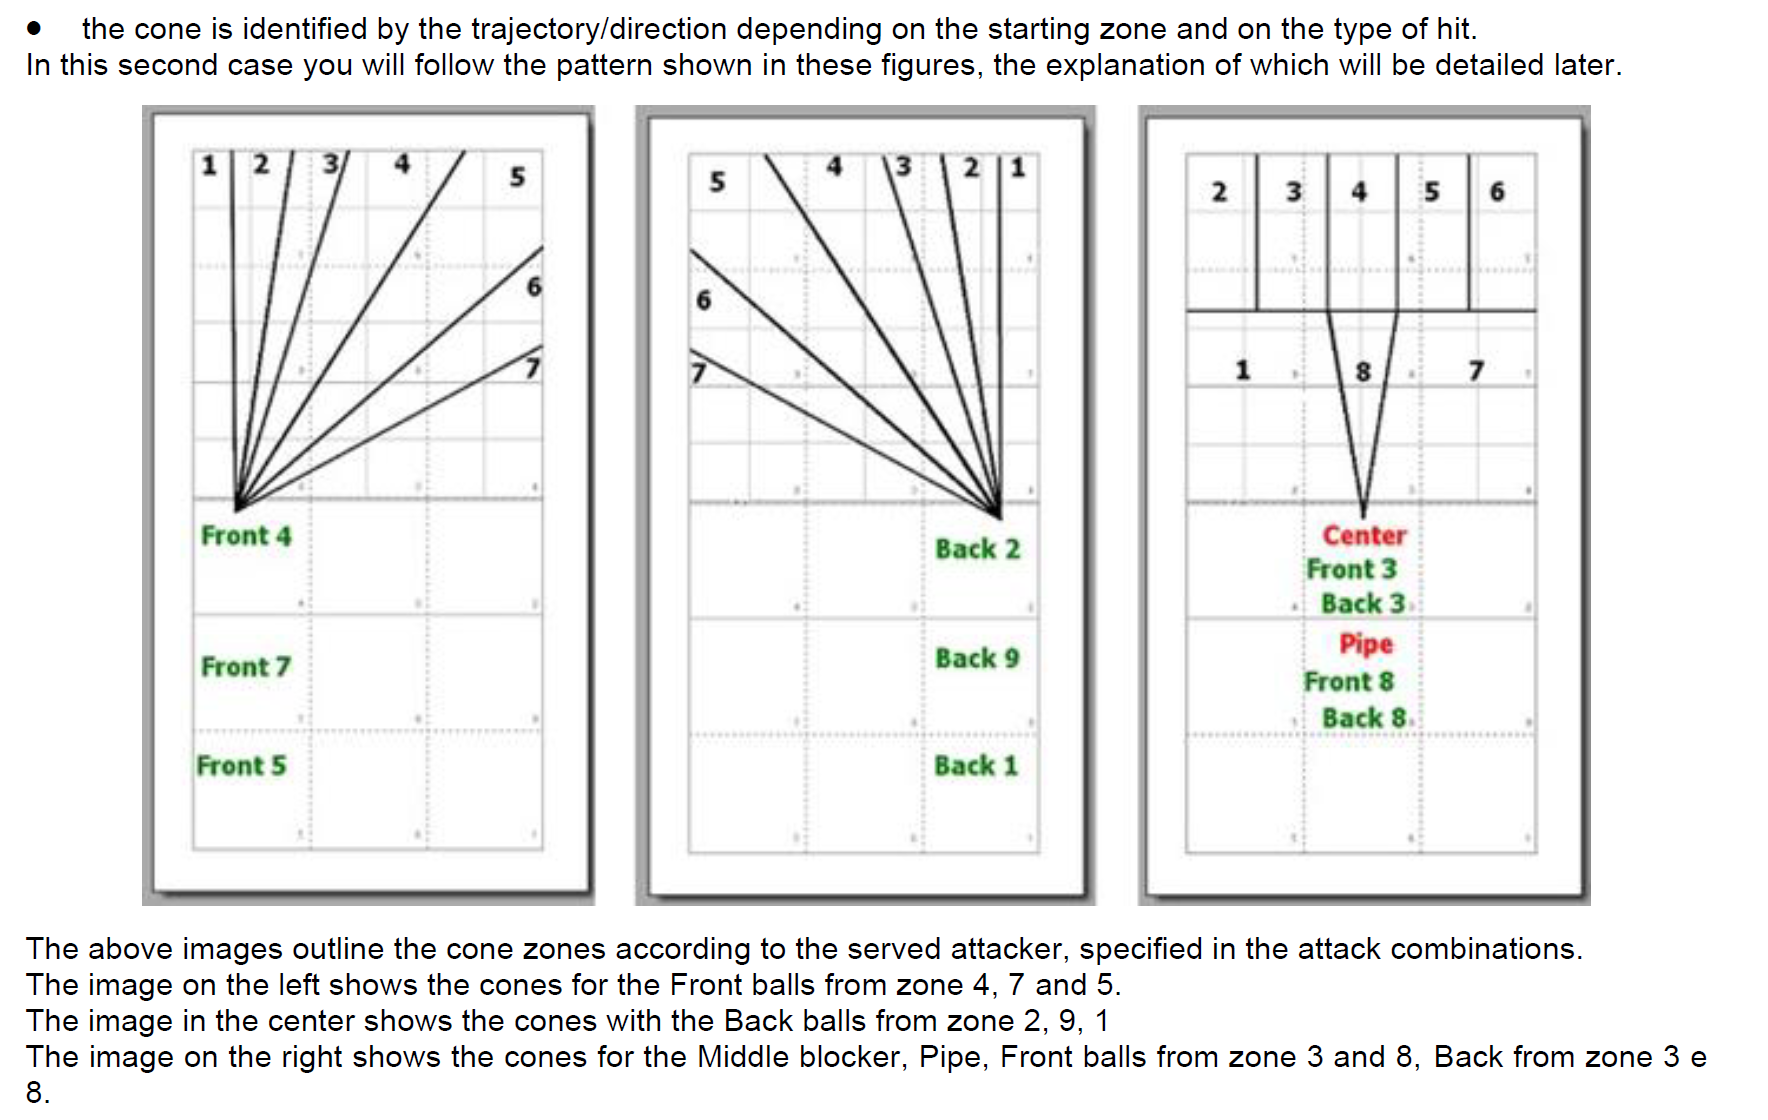 ● the cone is identified by the trajectory/direction depending on the starting zone and on the type of hit.
In this second case you will follow the pattern shown in these figures, the explanation of which will be detailed later.
1 2 3 4 5
6
7
Front 4
Front 7
Front 5
5 4 3 2 1
6
7
Back 2
Back 9
Back 1
2 3 4 5 6
1 8 7
Center
Front 3
Back 3
Pipe
Front 8
Back 8
The above images outline the cone zones according to the served attacker, specified in the attack combinations.
The image on the left shows the cones for the Front balls from zone 4, 7 and 5.
The image in the center shows the cones with the Back balls from zone 2, 9, 1
The image on the right shows the cones for the Middle blocker, Pipe, Front balls from zone 3 and 8, Back from zone 3 e
8.